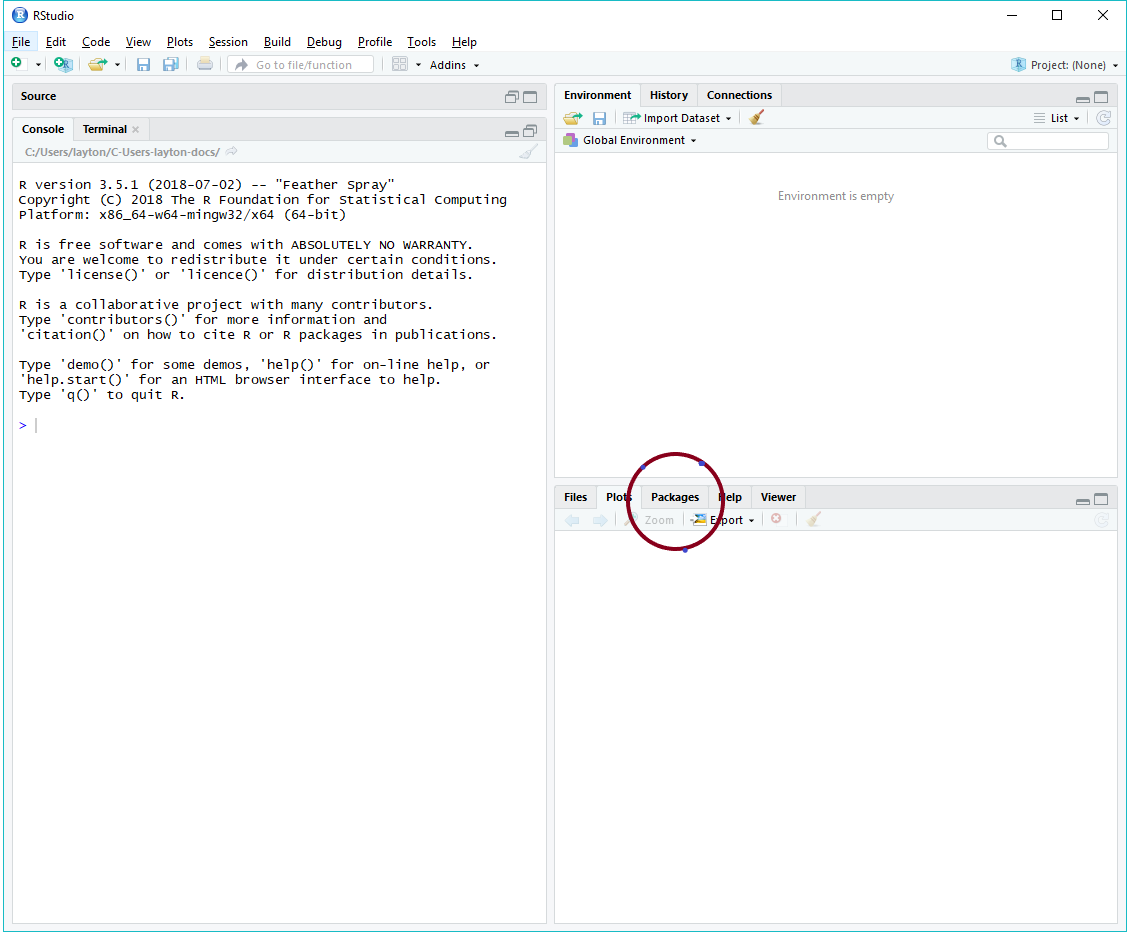 RStudio
File Edit Code View Plots Session Build Debug Profile Tools Help
Go to file/function Addins Project: (None)
Source
Console Terminal
C:/Users/layton/C-Users-layton-docs/
R version 3.5.1 (2018-07-02) -- "Feather Spray"
Copyright (C) 2018 The R Foundation for Statistical Computing
Platform: x86_64-w64-mingw32/x64 (64-bit)
R is free software and comes with ABSOLUTELY NO WARRANTY.
You are welcome to redistribute it under certain conditions.
Type 'license()' or 'licence()' for distribution details.
R is a collaborative project with many contributors.
Type 'contributors()' for more information and
'citation()' on how to cite R or R packages in publications.
Type 'demo()' for some demos, 'help()' for on-line help, or
'help.start()' for an HTML browser interface to help.
Type 'q()' to quit R.
>
Environment History Connections
Import Dataset List
Global Environment
Environment is empty
Files Plots Packages Help Viewer
Zoom Export